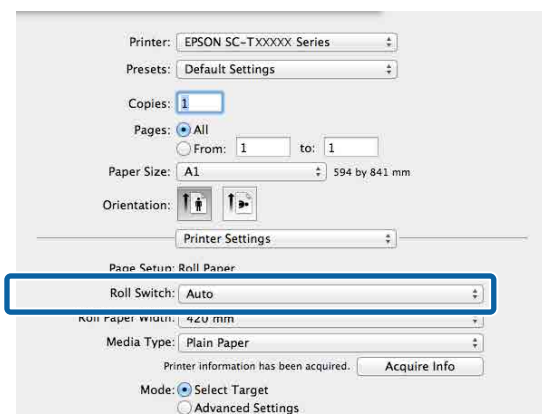 Printer: EPSON SC-TXXXXX Series
Presets: Default Settings
Copies: 1
Pages: All
From: 1 to: 1
Paper Size: A1 594 by 841 mm
Orientation:
Printer Settings
Page Setup: Roll Paper
Roll Switch: Auto
Roll Paper Width: 420 mm
Media Type: Plain Paper
Printer information has been acquired. Acquire Info
Mode: Select Target
Advanced Settings